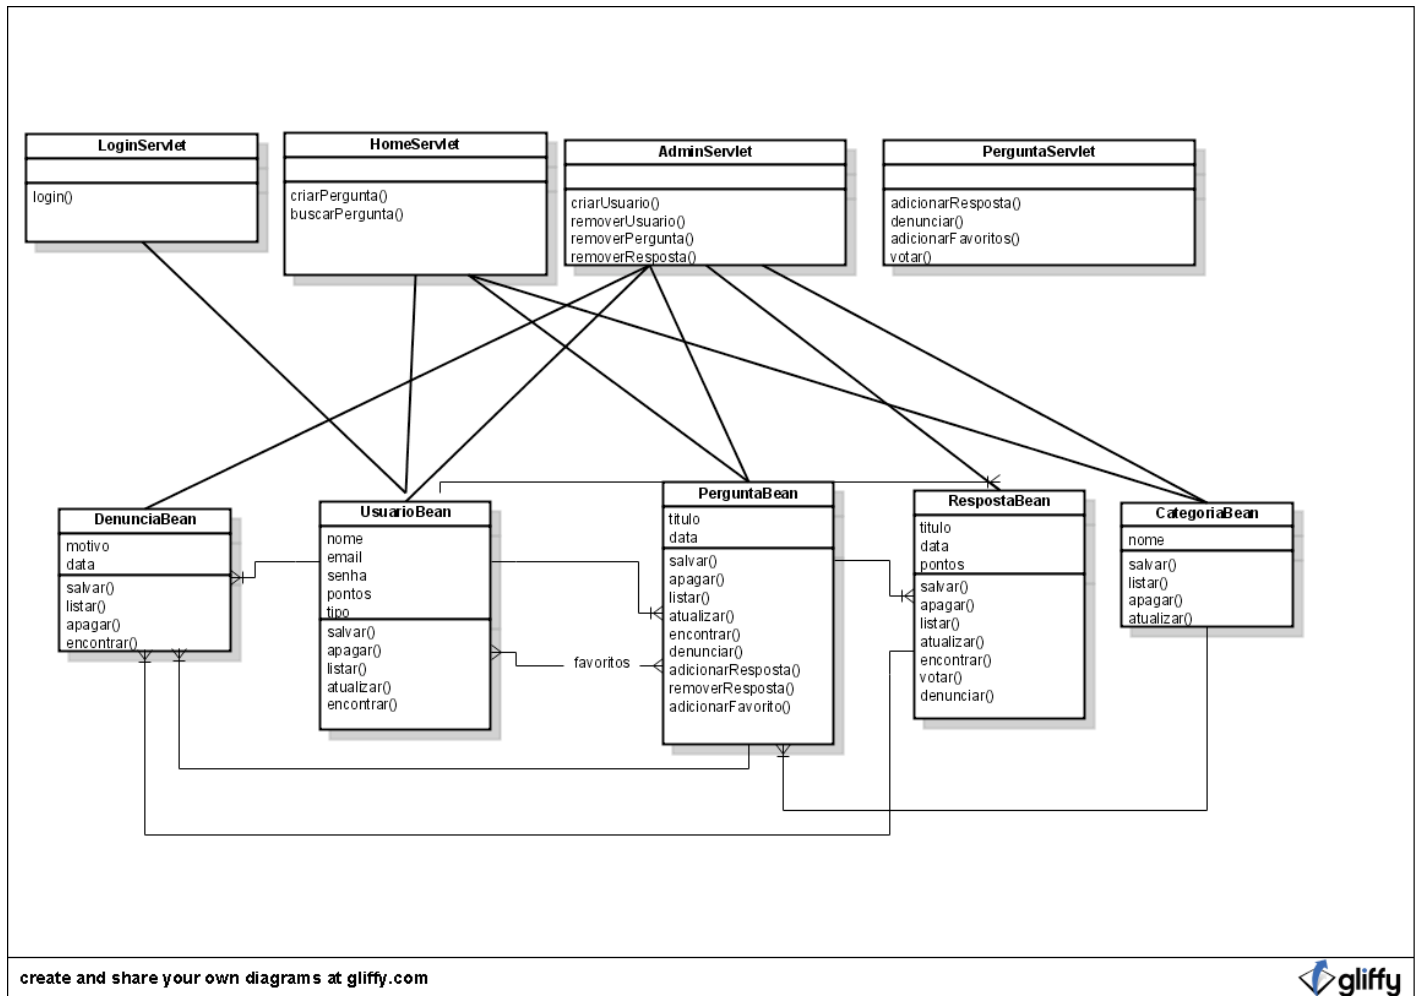 LoginServlet
login()
HomeServlet
criarPergunta()
buscarPergunta()
AdminServlet
criarUsuario()
removerUsuario()
removerPergunta()
removerResposta()
PerguntaServlet
adicionarResposta()
denunciar()
adicionarFavoritos()
votar()
DenunciaBean
motivo
data
salvar()
listar()
apagar()
encontrar()
UsuarioBean
nome
email
senha
pontos
tipo
salvar()
apagar()
listar()
atualizar()
encontrar()
favoritos
PerguntaBean
titulo
data
salvar()
apagar()
listar()
atualizar()
encontrar()
denunciar()
adicionarResposta()
removerResposta()
adicionarFavorito()
RespostaBean
titulo
data
pontos
salvar()
apagar()
listar()
atualizar()
encontrar()
votar()
denunciar()
CategoriaBean
nome
salvar()
listar()
apagar()
atualizar()
create and share your own diagrams at gliffy.com
gliffy